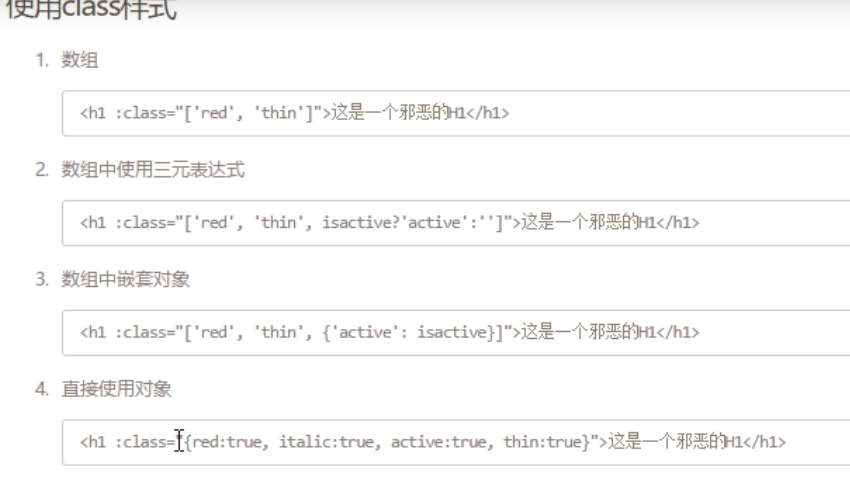 使用class样式
1. 数组
<h1 :class="['red', 'thin']">这是一个邪恶的H1</h1>
2. 数组中使用三元表达式
<h1 :class="['red', 'thin', isactive?'active':'']">这是一个邪恶的H1</h1>
3. 数组中嵌套对象
<h1 :class="['red', 'thin', {'active': isactive}]">这是一个邪恶的H1</h1>
4. 直接使用对象
<h1 :class="{red:true, italic:true, active:true, thin:true}">这是一个邪恶的H1</h1>